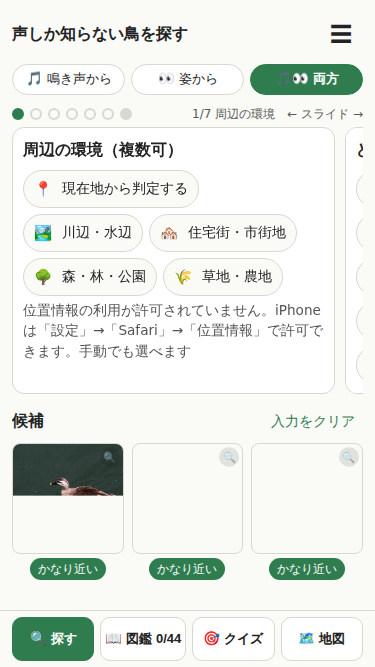 声しか知らない鳥を探す
🎵 鳴き声から
👀 姿から
🎵👀 両方
1/7 周辺の環境 ← スライド →
周辺の環境（複数可）
📍 現在地から判定する
🏞️ 川辺・水辺
🏘️ 住宅街・市街地
🌳 森・林・公園
🌾 草地・農地
位置情報の利用が許可されていません。iPhone
は「設定」→「Safari」→「位置情報」で許可で
きます。手動でも選べます
候補
入力をクリア
かなり近い
かなり近い
かなり近い
🔍 探す
📖 図鑑 0/44
🎯 クイズ
🗺️ 地図